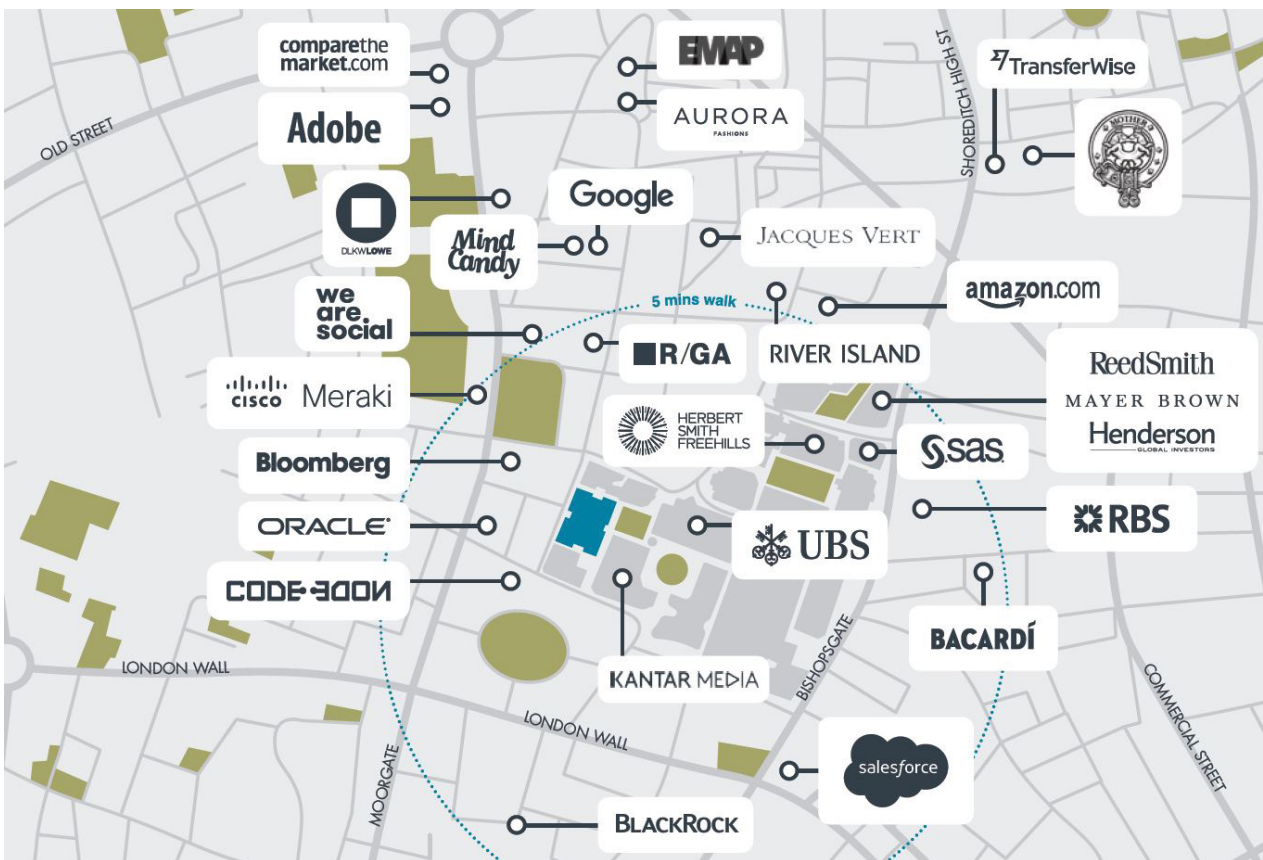 comparethe
market.com
EMAP
SHOREDITCH HIGH ST
TransferWise
Adobe
AURORA
FASHIONS
OLD STREET
MOTHER
DLKWLOWE
Google
Mind
Candy
JACQUES VERT
we
are
social
5 mins walk
amazon.com
R/GA
RIVER ISLAND
ReedSmith
cisco Meraki
MAYER BROWN
HERBERT
SMITH
FREEHILLS
Henderson
GLOBAL INVESTORS
Bloomberg
sas
ORACLE
UBS
RBS
CODE NODE
BACARDÍ
LONDON WALL
KANTAR MEDIA
BISHOPSGATE
LONDON WALL
COMMERCIAL STREET
MOORGATE
salesforce
BLACKROCK